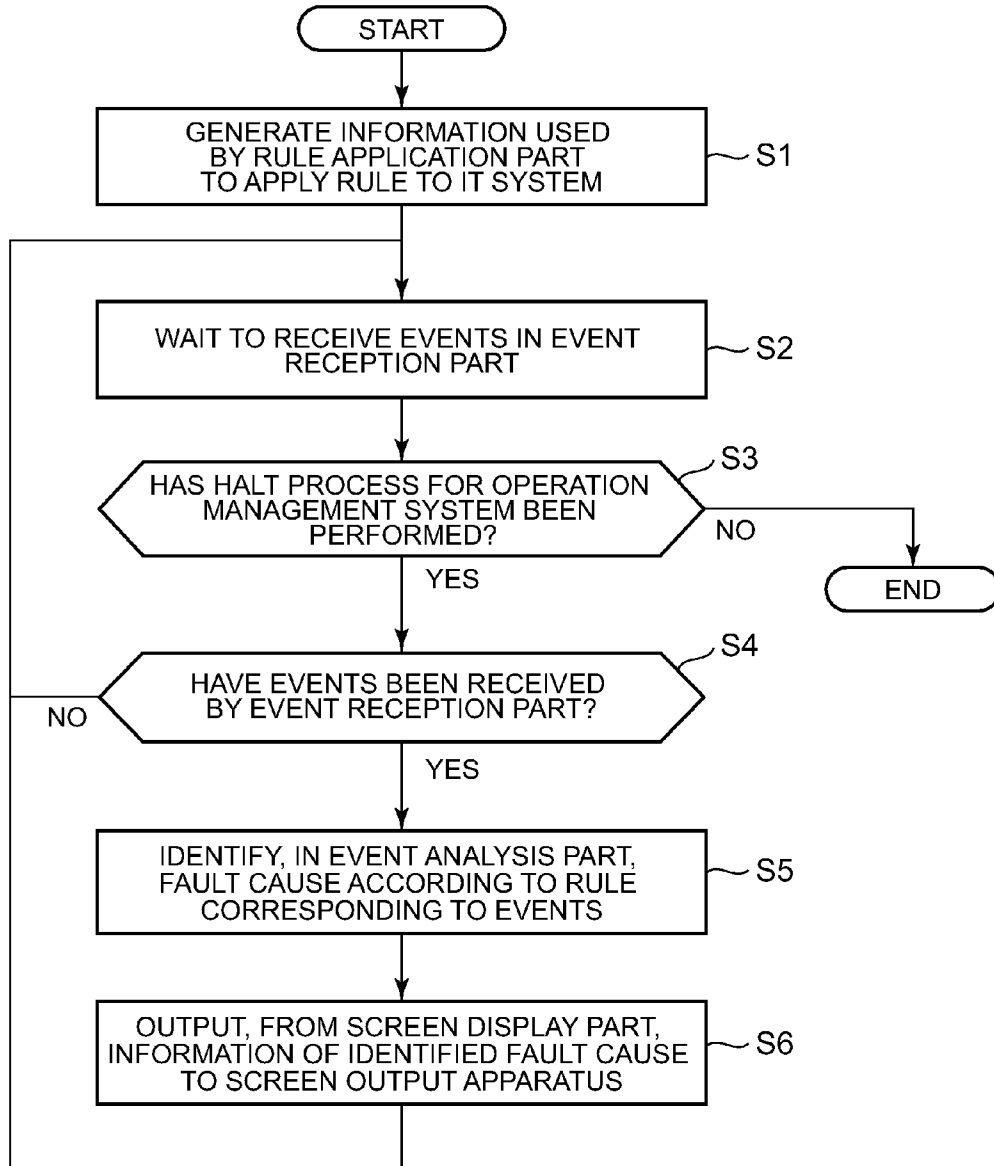 START
GENERATE INFORMATION USED
BY RULE APPLICATION PART
TO APPLY RULE TO IT SYSTEM
S1
WAIT TO RECEIVE EVENTS IN EVENT
RECEPTION PART
S2
S3
HAS HALT PROCESS FOR OPERATION
MANAGEMENT SYSTEM BEEN
PERFORMED?
NO
YES
END
S4
HAVE EVENTS BEEN RECEIVED
BY EVENT RECEPTION PART?
NO
YES
IDENTIFY, IN EVENT ANALYSIS PART,
FAULT CAUSE ACCORDING TO RULE
CORRESPONDING TO EVENTS
S5
OUTPUT, FROM SCREEN DISPLAY PART,
INFORMATION OF IDENTIFIED FAULT CAUSE
TO SCREEN OUTPUT APPARATUS
S6